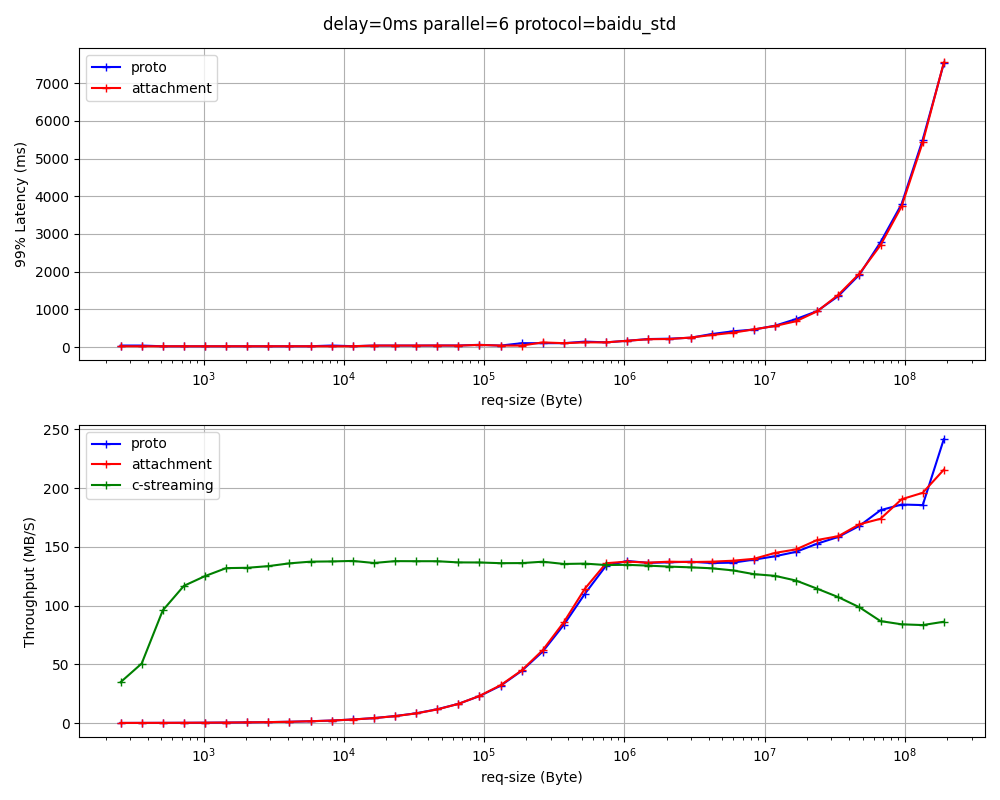 delay=0ms parallel=6 protocol=baidu_std
proto
attachment
99% Latency (ms)
7000
6000
5000
4000
3000
2000
1000
0
10³ 10⁴ 10⁵ 10⁶ 10⁷ 10⁸
req-size (Byte)
proto
attachment
c-streaming
Throughput (MB/S)
250
200
150
100
50
0
10³ 10⁴ 10⁵ 10⁶ 10⁷ 10⁸
req-size (Byte)